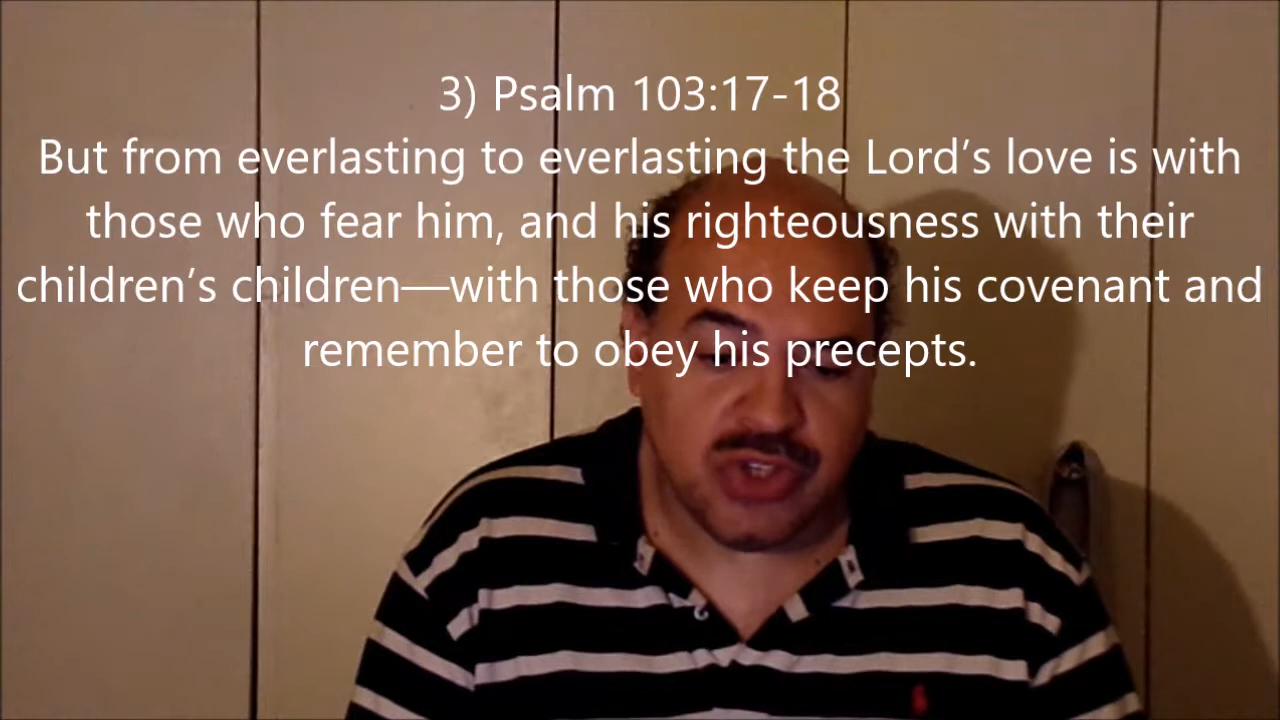 3) Psalm 103:17-18
But from everlasting to everlasting the Lord’s love is with
those who fear him, and his righteousness with their
children’s children—with those who keep his covenant and
remember to obey his precepts.